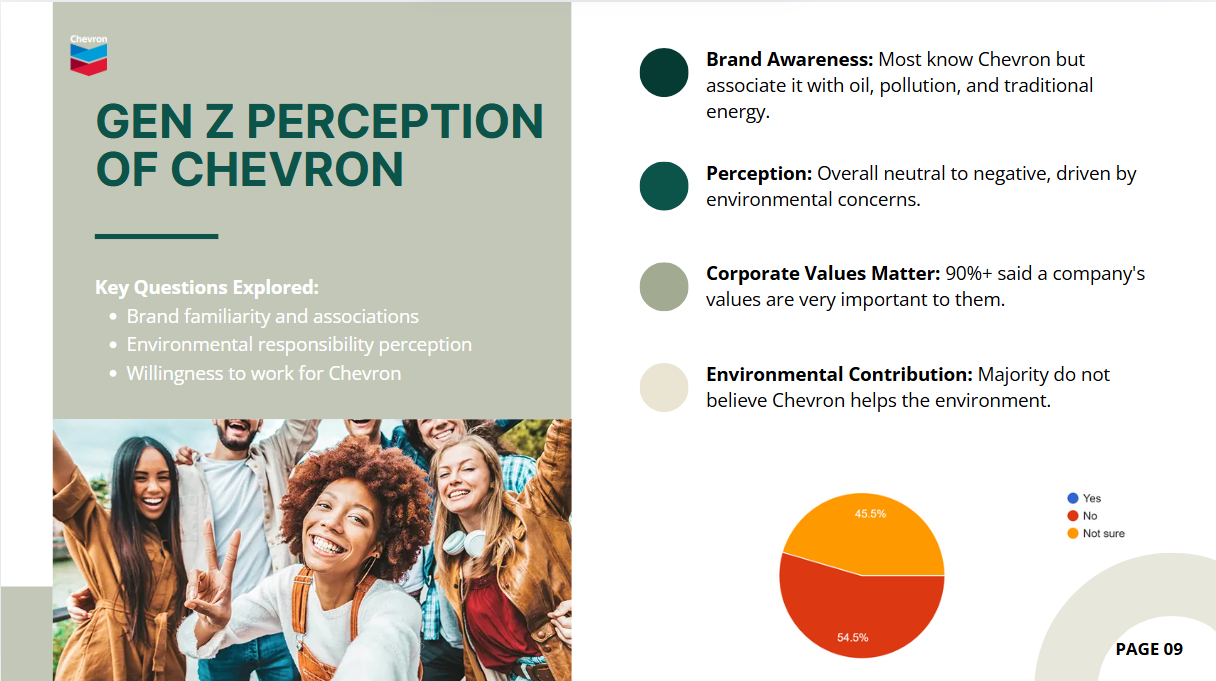 Chevron
GEN Z PERCEPTION
OF CHEVRON
Key Questions Explored:
• Brand familiarity and associations
• Environmental responsibility perception
• Willingness to work for Chevron
Brand Awareness: Most know Chevron but
associate it with oil, pollution, and traditional
energy.
Perception: Overall neutral to negative, driven by
environmental concerns.
Corporate Values Matter: 90%+ said a company's
values are very important to them.
Environmental Contribution: Majority do not
believe Chevron helps the environment.
45.5%
54.5%
Yes
No
Not sure
PAGE 09